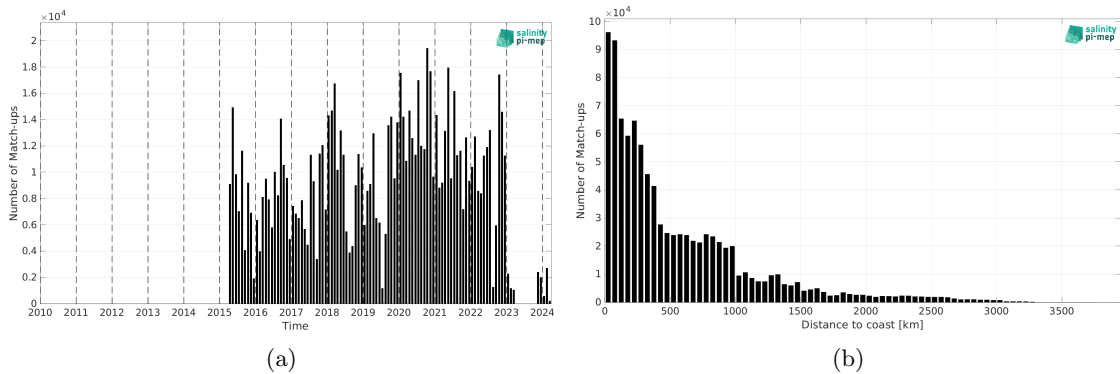 ×10⁴
2
1.8
1.6
1.4
1.2
1
0.8
0.6
0.4
0.2
0
Number of Match-ups
2010 2011 2012 2013 2014 2015 2016 2017 2018 2019 2020 2021 2022 2023 2024
Time
salinity
pi-mep
(a)
×10⁴
10
9
8
7
6
5
4
3
2
1
0
Number of Match-ups
0 500 1000 1500 2000 2500 3000 3500
Distance to coast [km]
salinity
pi-mep
(b)